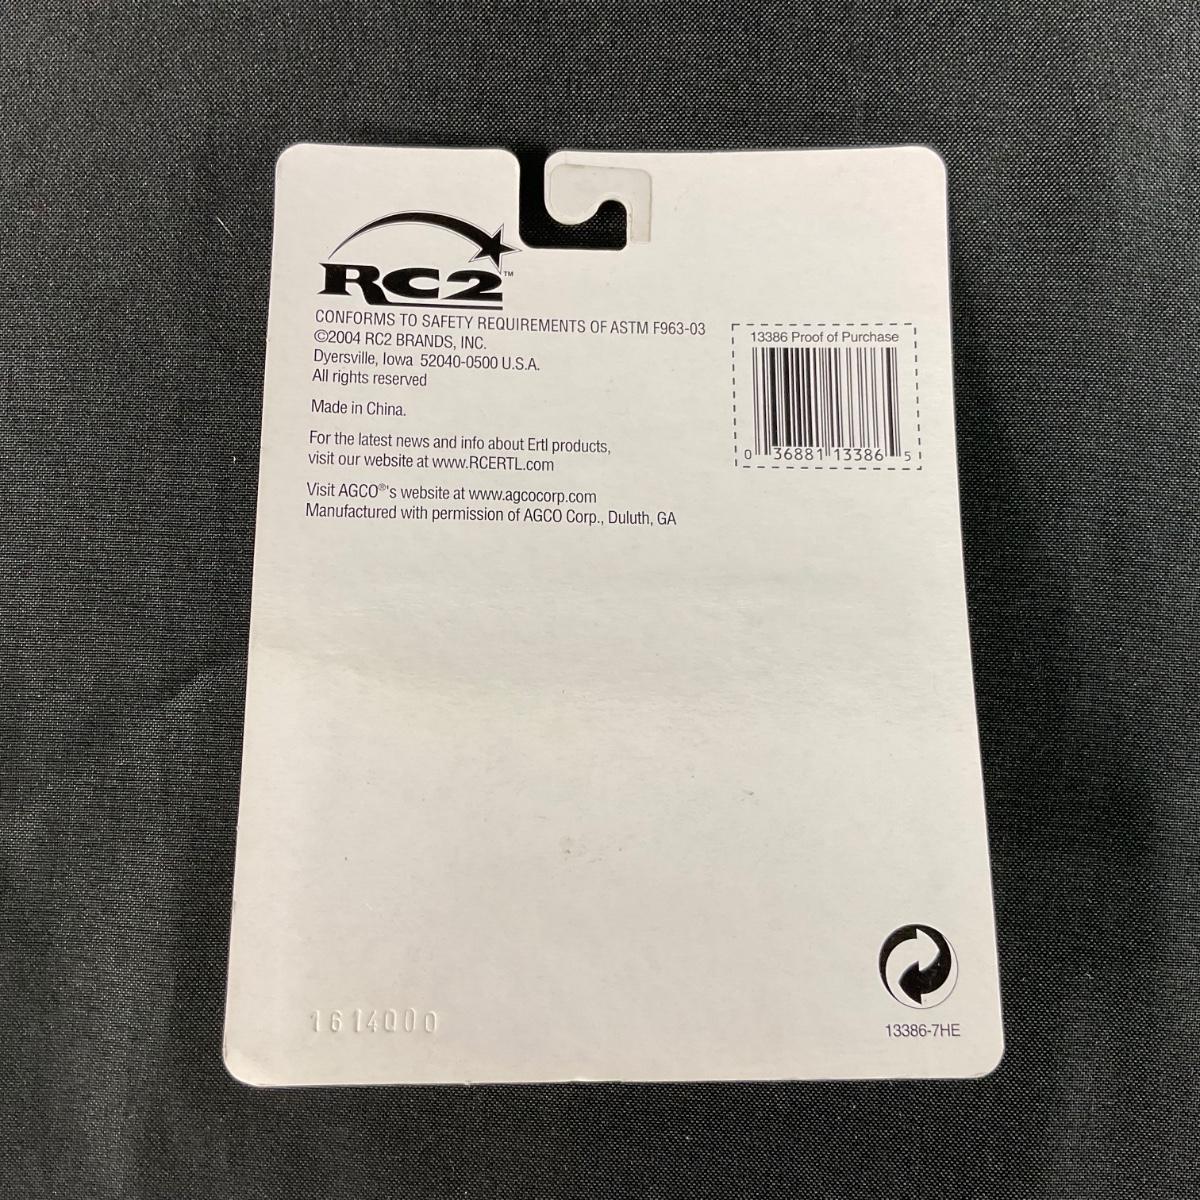 RC2™
CONFORMS TO SAFETY REQUIREMENTS OF ASTM F963-03
©2004 RC2 BRANDS, INC.
Dyersville, Iowa 52040-0500 U.S.A.
All rights reserved
Made in China.
For the latest news and info about Ertl products,
visit our website at www.RCERTL.com
Visit AGCO®'s website at www.agcocorp.com
Manufactured with permission of AGCO Corp., Duluth, GA
13386 Proof of Purchase
0 36881 13386 5
1614000
13386-7HE